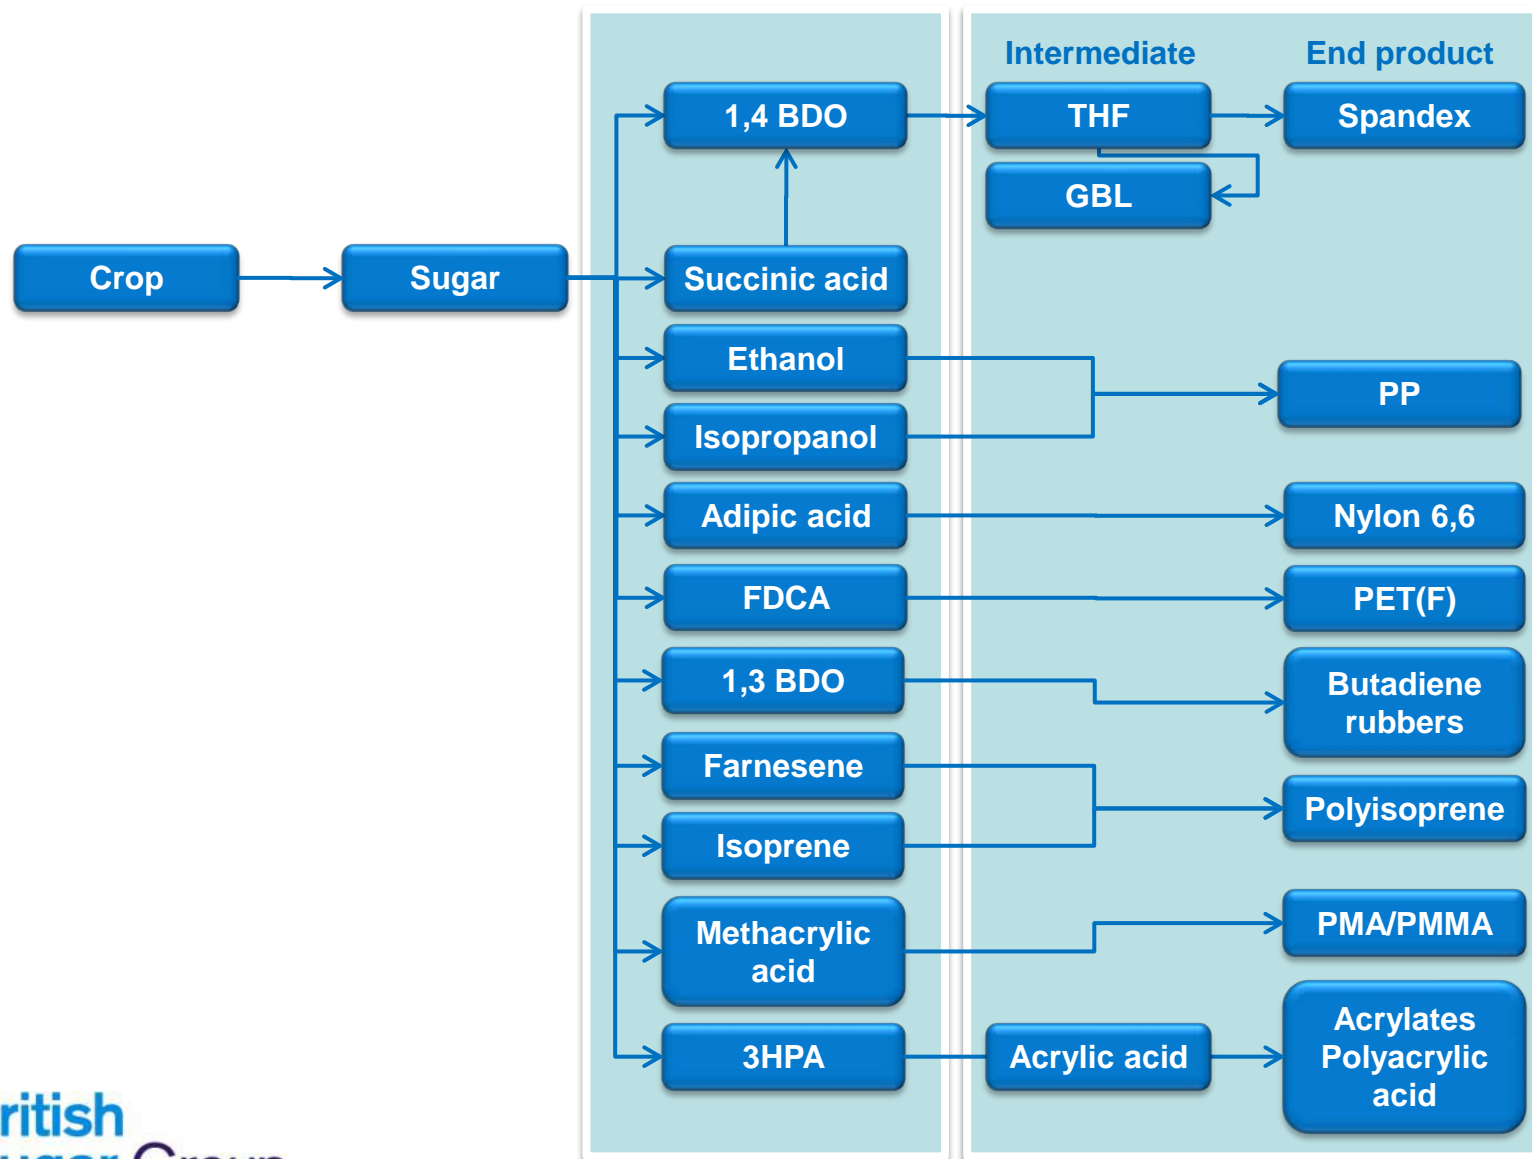 Intermediate
End product
1,4 BDO
THF
Spandex
GBL
Crop
Sugar
Succinic acid
Ethanol
PP
Isopropanol
Adipic acid
Nylon 6,6
FDCA
PET(F)
1,3 BDO
Butadiene
rubbers
Farnesene
Polyisoprene
Isoprene
Methacrylic
acid
PMA/PMMA
3HPA
Acrylic acid
Acrylates
Polyacrylic
acid
ritish